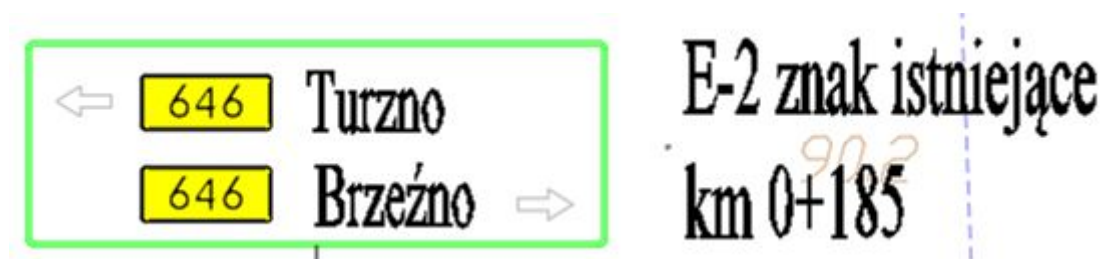 646 Turzno
646 Brzeźno
E-2 znak istniejące
km 0+185
90.2